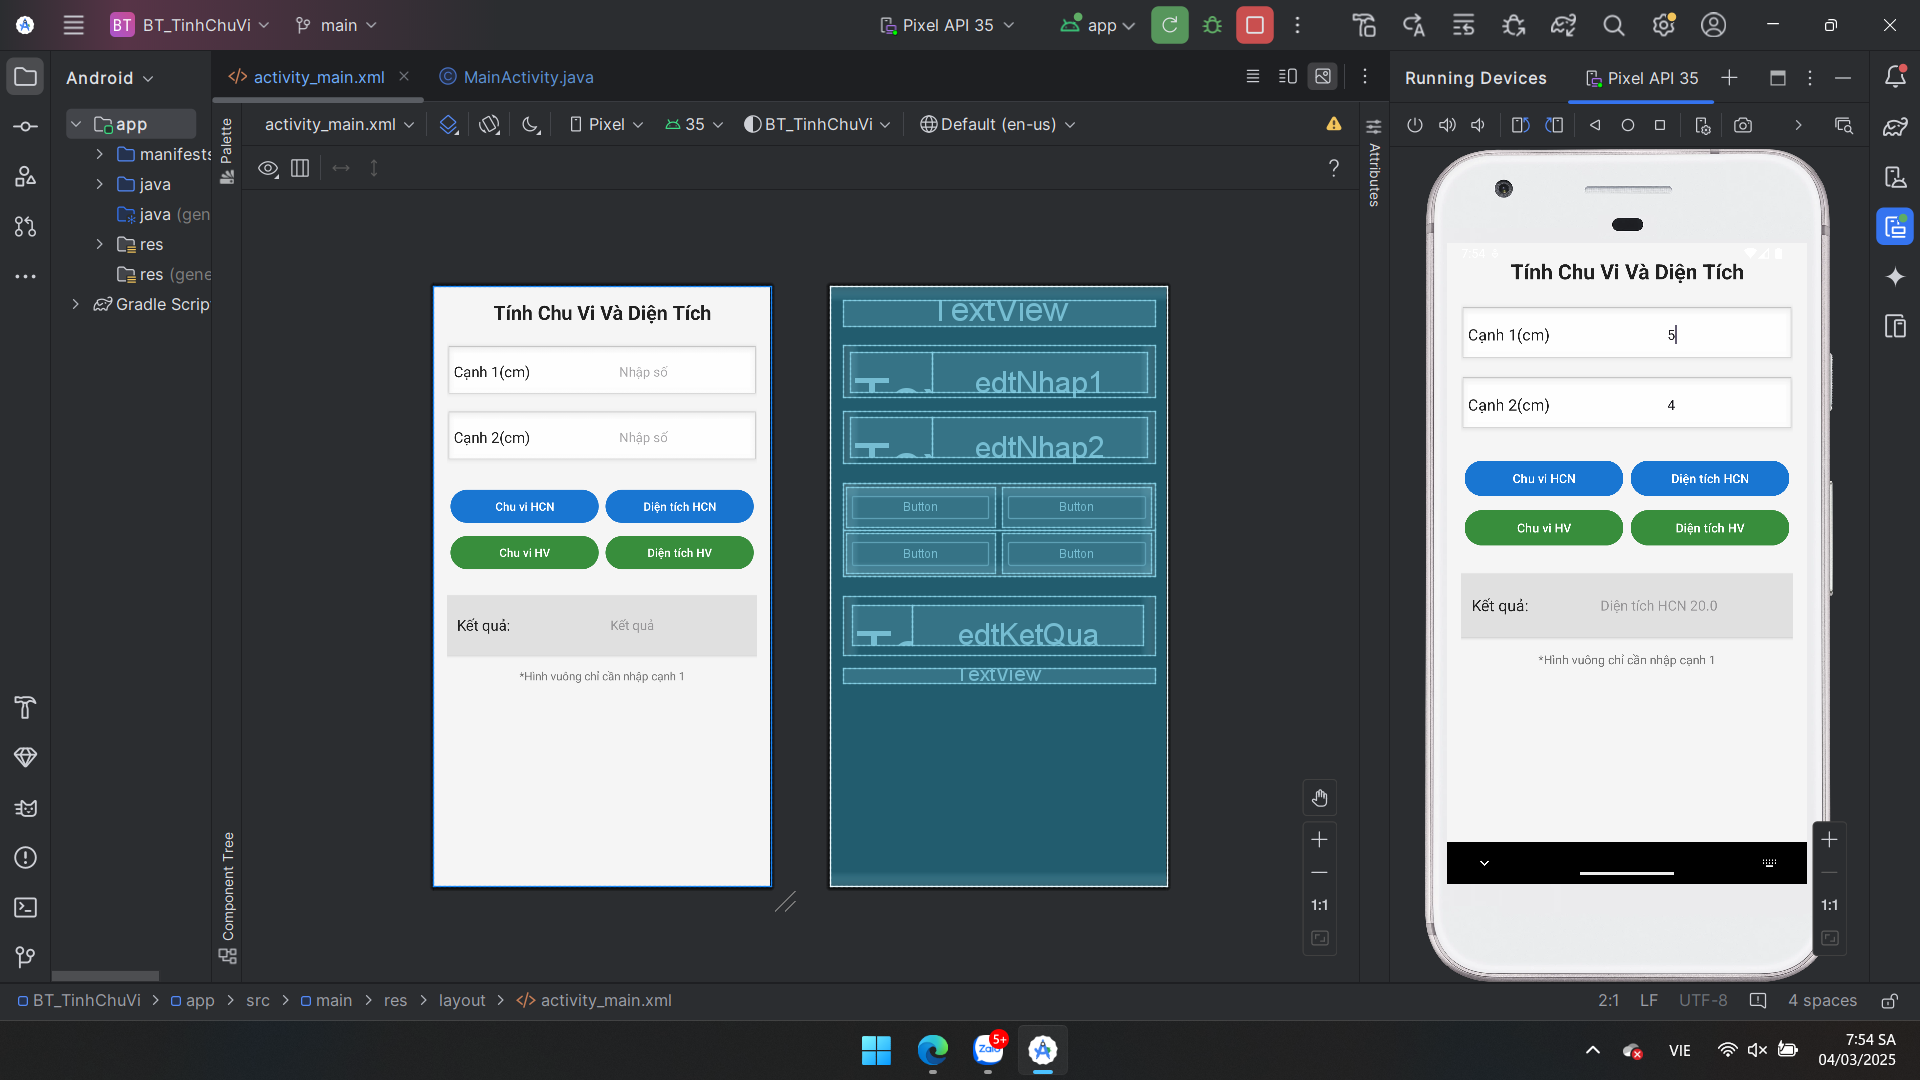 BT BT_TinhChuVi main Pixel API 35 app
Android
activity_main.xml MainActivity.java
Running Devices Pixel API 35
app
manifests
java
java (gen
res
res (gene
Gradle Scrip
Palette
Component Tree
Attributes
activity_main.xml Pixel 35 BT_TinhChuVi Default (en-us)
?
Tính Chu Vi Và Diện Tích
Cạnh 1(cm) Nhập số
Cạnh 2(cm) Nhập số
Chu vi HCN Diện tích HCN
Chu vi HV Diện tích HV
Kết quả: Kết quả
*Hình vuông chỉ cần nhập cạnh 1
TextView
edtNhap1
edtNhap2
Button Button
Button Button
edtKetQua
TextView
1:1
7:54
Tính Chu Vi Và Diện Tích
Cạnh 1(cm) 5
Cạnh 2(cm) 4
Chu vi HCN Diện tích HCN
Chu vi HV Diện tích HV
Kết quả: Diện tích HCN 20.0
*Hình vuông chỉ cần nhập cạnh 1
1:1
BT_TinhChuVi > app > src > main > res > layout > activity_main.xml
2:1 LF UTF-8 4 spaces
Zalo 5+
VIE
7:54 SA
04/03/2025